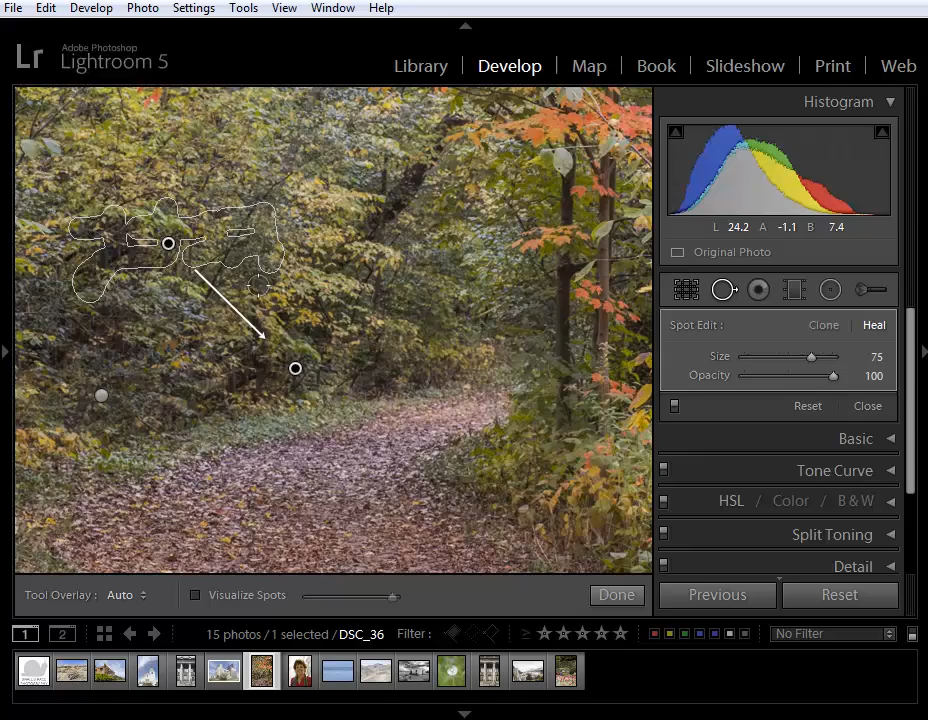 File Edit Develop Photo Settings Tools View Window Help
Lr Adobe Photoshop
Lightroom 5
Library Develop Map Book Slideshow Print Web
Histogram
L 24.2 A -1.1 B 7.4
Original Photo
Spot Edit : Clone Heal
Size 75
Opacity 100
Reset Close
Basic
Tone Curve
HSL / Color / B & W
Split Toning
Detail
Tool Overlay : Auto Visualize Spots Done
Previous Reset
1 2 15 photos / 1 selected / DSC_36 Filter : ≥ No Filter